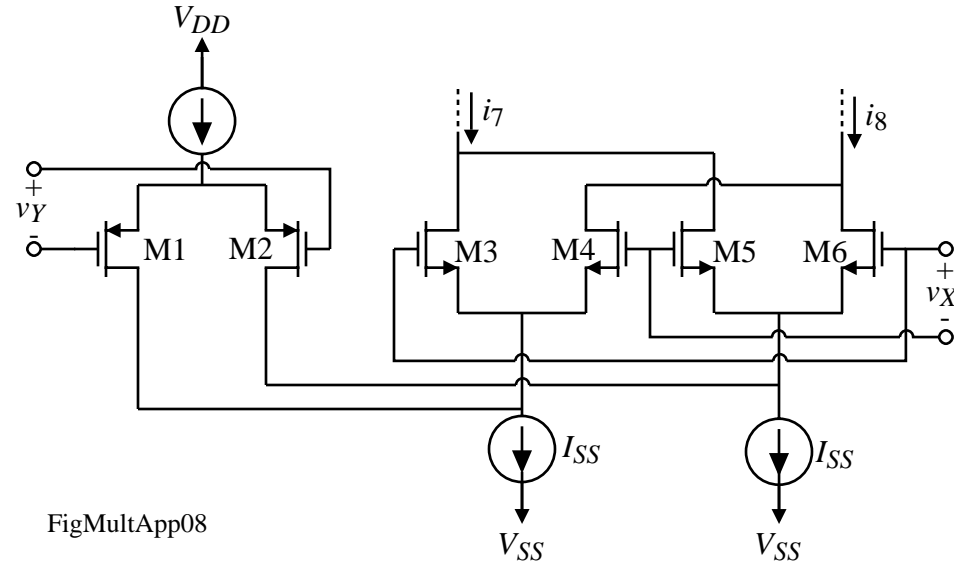 VDD
i7
i8
+
vY
-
M1
M2
M3
M4
M5
M6
+
vX
-
ISS
ISS
FigMultApp08
VSS
VSS